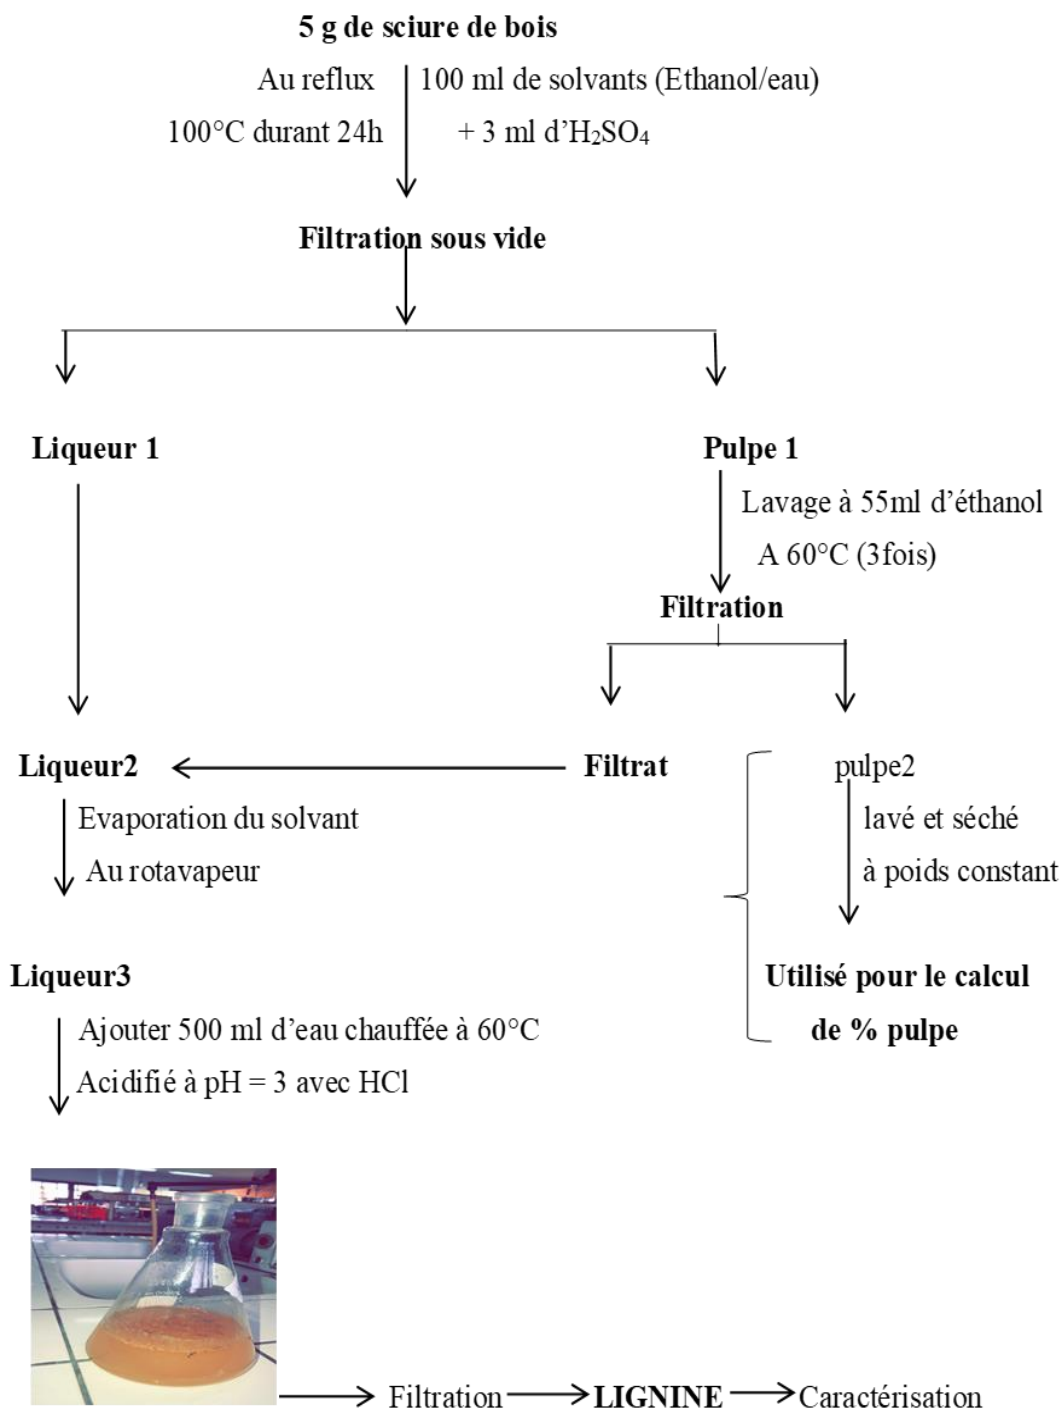 5 g de sciure de bois
Au reflux
100 ml de solvants (Ethanol/eau)
100°C durant 24h
+ 3 ml d'H₂SO₄
Filtration sous vide
Liqueur 1
Pulpe 1
Lavage à 55ml d'éthanol
A 60°C (3fois)
Filtration
Liqueur2
Filtrat
pulpe2
Evaporation du solvant
Au rotavapeur
lavé et séché
à poids constant
Liqueur3
Utilisé pour le calcul
de % pulpe
Ajouter 500 ml d'eau chauffée à 60°C
Acidifié à pH = 3 avec HCl
Filtration
LIGNINE
Caractérisation